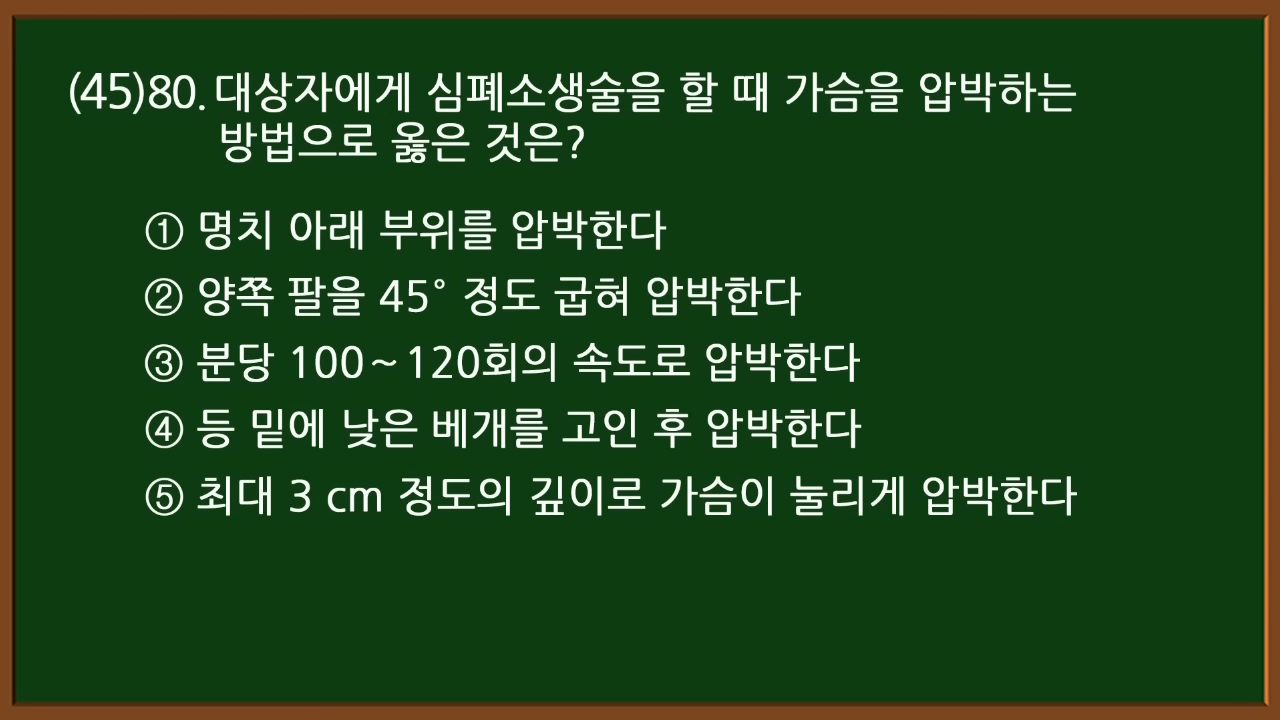 (45)80. 대상자에게 심폐소생술을 할 때 가슴을 압박하는
방법으로 옳은 것은?
① 명치 아래 부위를 압박한다
② 양쪽 팔을 45° 정도 굽혀 압박한다
③ 분당 100~120회의 속도로 압박한다
④ 등 밑에 낮은 베개를 고인 후 압박한다
⑤ 최대 3 cm 정도의 깊이로 가슴이 눌리게 압박한다